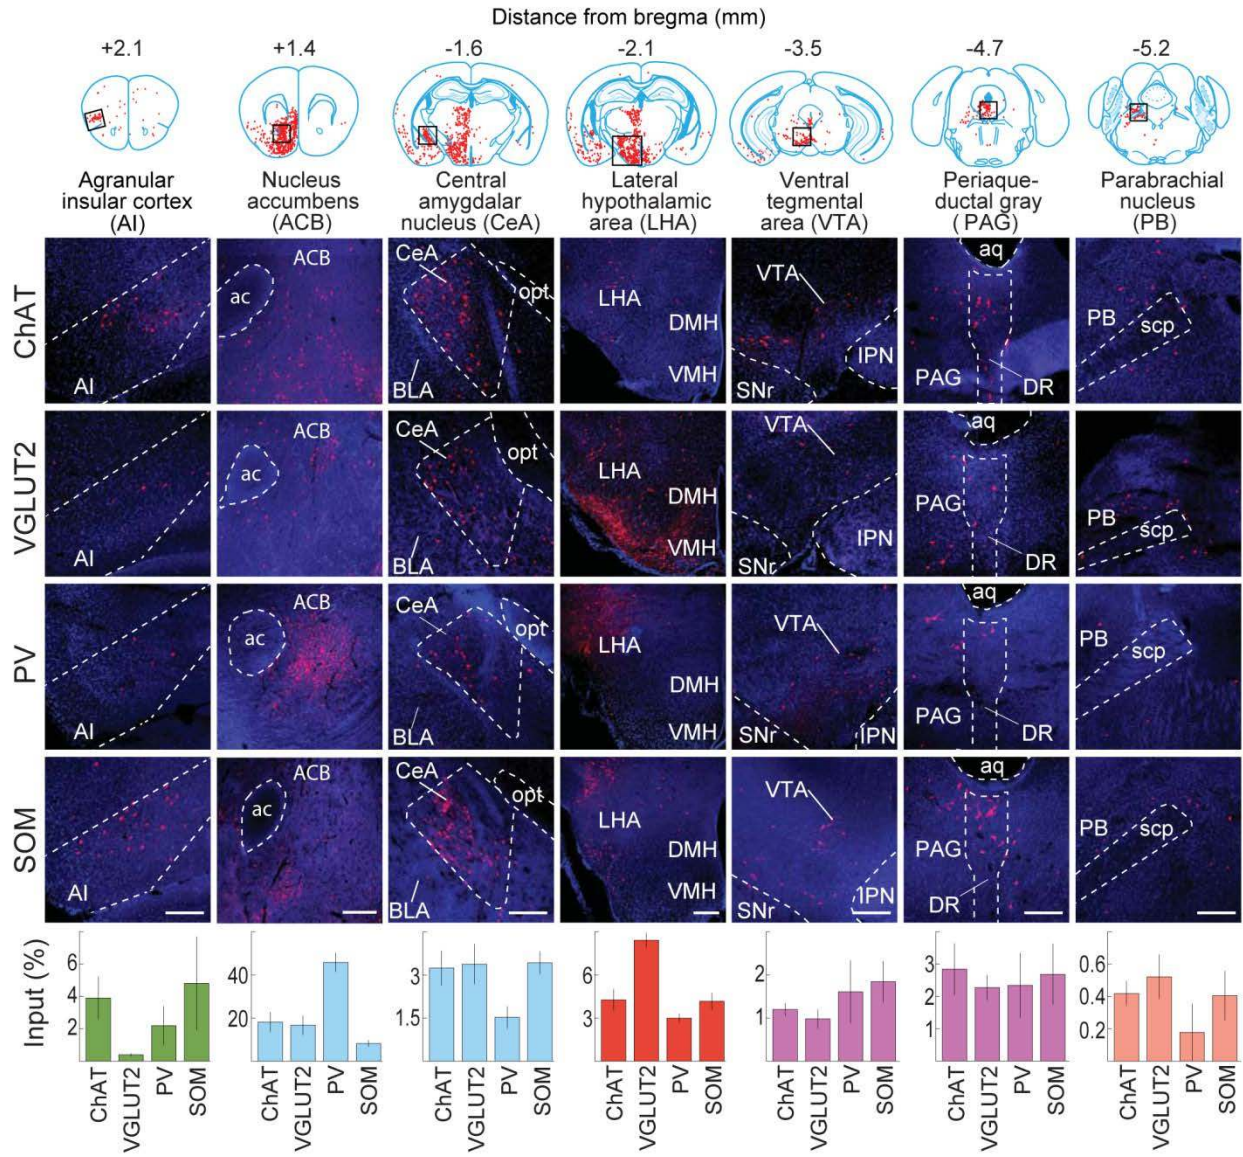 Distance from bregma (mm)
+2.1 +1.4 -1.6 -2.1 -3.5 -4.7 -5.2
Agranular insular cortex (AI)
Nucleus accumbens (ACB)
Central amygdalar nucleus (CeA)
Lateral hypothalamic area (LHA)
Ventral tegmental area (VTA)
Periaque-ductal gray (PAG)
Parabrachial nucleus (PB)
ChAT
AI
ac ACB
CeA opt BLA
LHA DMH VMH
VTA IPN SNr
aq PAG DR
PB scp
VGLUT2
AI
ac ACB
CeA opt BLA
LHA DMH VMH
VTA IPN SNr
aq PAG DR
PB scp
PV
AI
ac ACB
CeA opt BLA
LHA DMH VMH
VTA SNr IPN
aq PAG DR
PB scp
SOM
AI
ac ACB
CeA opt BLA
LHA DMH VMH
VTA IPN SNr
aq PAG DR
PB scp
Input (%)
6 4 2
ChAT VGLUT2 PV SOM
40 20
ChAT VGLUT2 PV SOM
3 1.5
ChAT VGLUT2 PV SOM
6 3
ChAT VGLUT2 PV SOM
2 1
ChAT VGLUT2 PV SOM
3 2 1
ChAT VGLUT2 PV SOM
0.6 0.4 0.2
ChAT VGLUT2 PV SOM